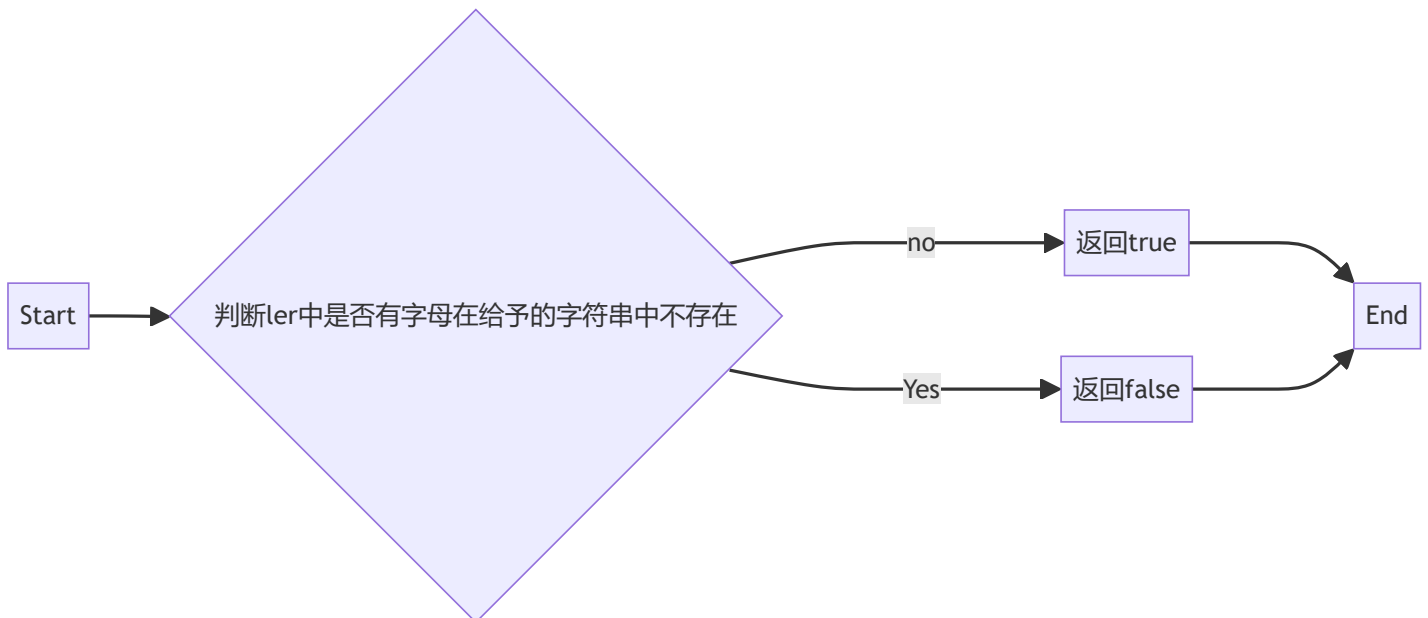 Start
判断ler中是否有字母在给予的字符串中不存在
no
返回true
Yes
返回false
End